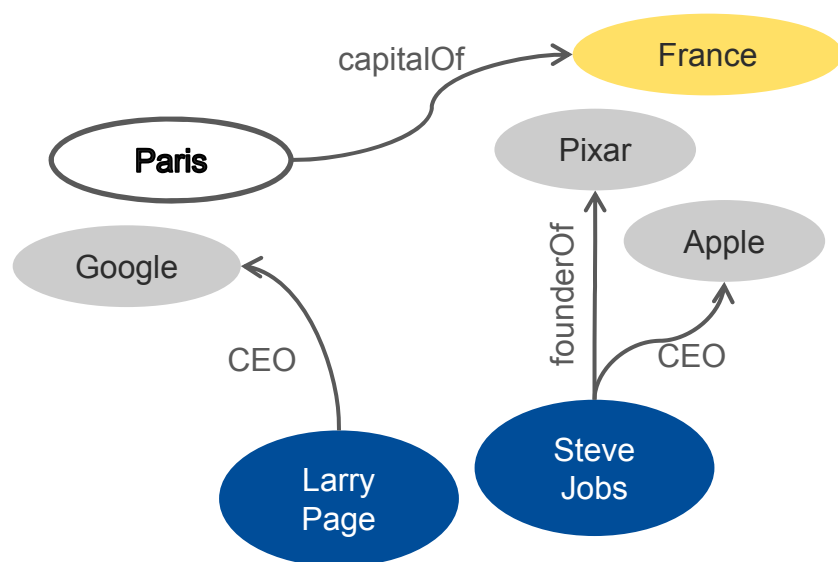 France
capitalOf
Pixar
Paris
Apple
Google
founderOf
CEO
CEO
Steve
Jobs
Larry
Page